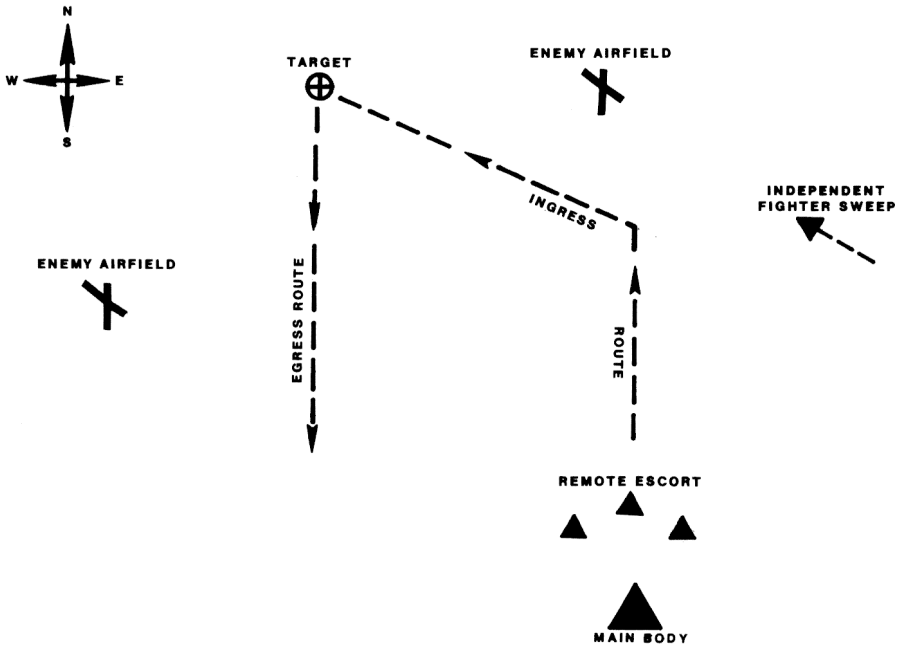 N
W E
S
TARGET
ENEMY AIRFIELD
INDEPENDENT
FIGHTER SWEEP
INGRESS
ENEMY AIRFIELD
EGRESS ROUTE
ROUTE
REMOTE ESCORT
MAIN BODY